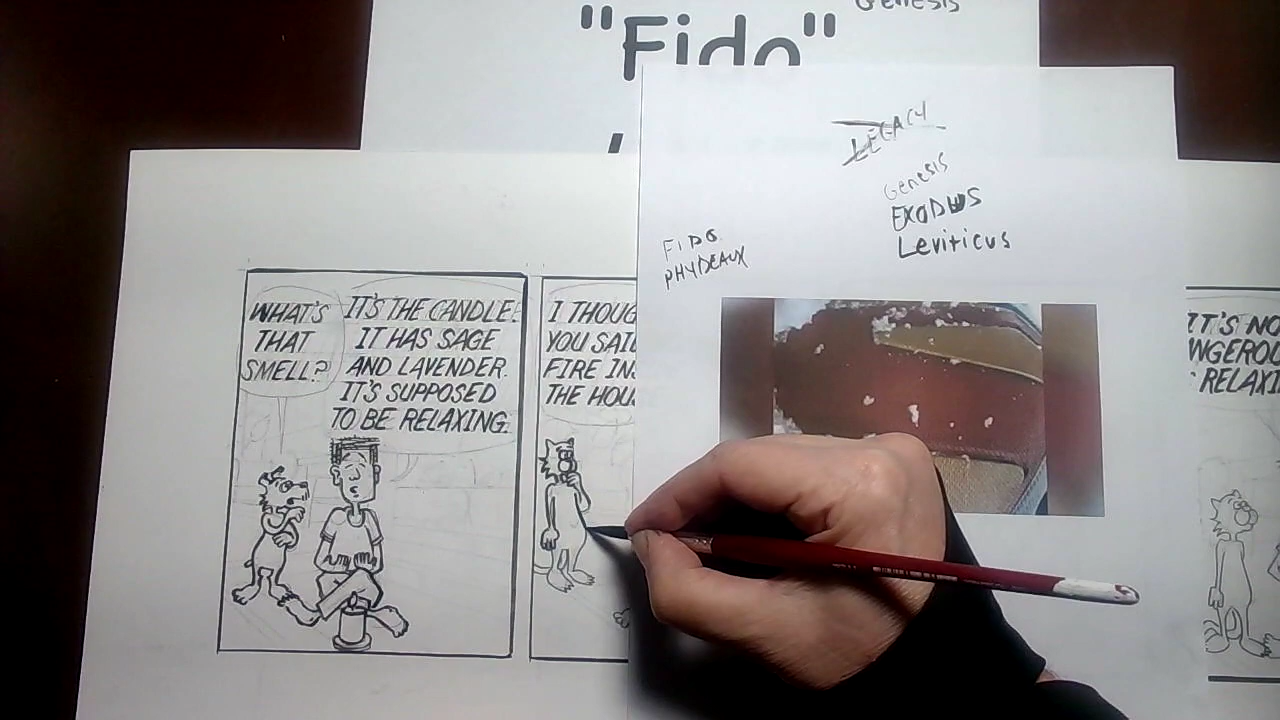 Genesis
"Fido"
LEGACY
Genesis
EXODUS
Leviticus
FIDO
PHYDEAUX
WHAT'S
THAT
SMELL?
IT'S THE CANDLE.
IT HAS SAGE
AND LAVENDER.
IT'S SUPPOSED
TO BE RELAXING.
I THOUG
YOU SAI
FIRE IN
THE HOU
IT'S NO
NGEROU
RELAXI